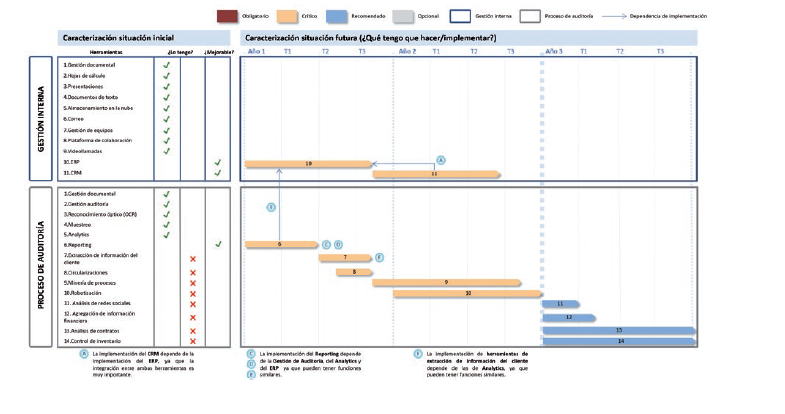 Obligatorio
Crítico
Recomendado
Opcional
Gestión interna
Proceso de auditoría
Dependencia de implementación
Caracterización situación inicial
Caracterización situación futura (¿Qué tengo que hacer/implementar?)
Herramientas
¿Lo tengo?
¿Mejorable?
Año 1
T1
T2
T3
Año 2
T1
T2
T3
Año 3
T1
T2
T3
GESTIÓN INTERNA
1.Gestión documental
2.Hojas de cálculo
3.Presentaciones
4.Documentos de texto
5.Almacenamiento en la nube
6.Correo
7.Gestión de equipos
8.Plataforma de colaboración
9.Videollamadas
10.ERP
11.CRM
10
A
11
PROCESO DE AUDITORÍA
1.Gestión documental
2.Gestión auditoría
3.Reconocimiento óptico (OCR)
4.Muestreo
5.Analytics
6.Reporting
7.Extracción de información del
cliente
8.Circularizaciones
9.Minería de procesos
10.Robotización
11. Análisis de redes sociales
12. Agregación de información
financiera
13.Análisis de contratos
14.Control de inventario
6
C
D
7
8
9
10
11
12
14
A
La implementación del CRM depende de la
implementación del ERP, ya que la
integración entre ambas herramientas es
muy importante.
C
D
E
La implementación del Reporting depende
de la Gestión de Auditoría, del Analytics y
del ERP ya que pueden tener funciones
similares.
La implementación de herramientas de
extracción de información del cliente
depende de las de Analytics, ya que
pueden tener funciones similares.